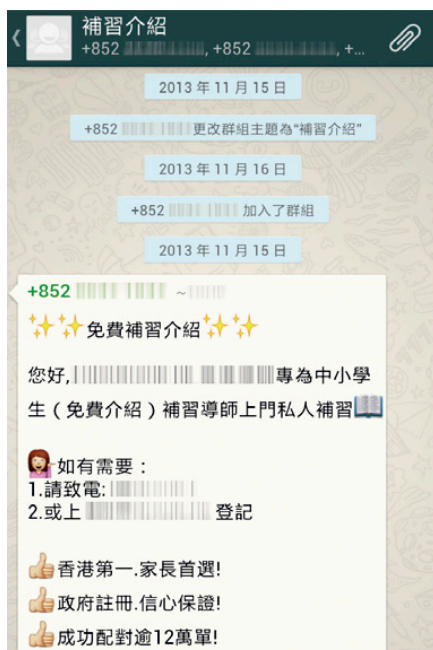 補習介紹
+852 , +852 , +...
2013 年 11 月 15 日
+852 更改群組主題為“補習介紹”
2013 年 11 月 16 日
+852 加入了群組
2013 年 11 月 15 日
+852 ~
免費補習介紹
您好, 專為中小學
生（免費介紹）補習導師上門私人補習
如有需要：
1.請致電:
2.或上 登記
香港第一.家長首選!
政府註冊.信心保證!
成功配對逾12萬單!